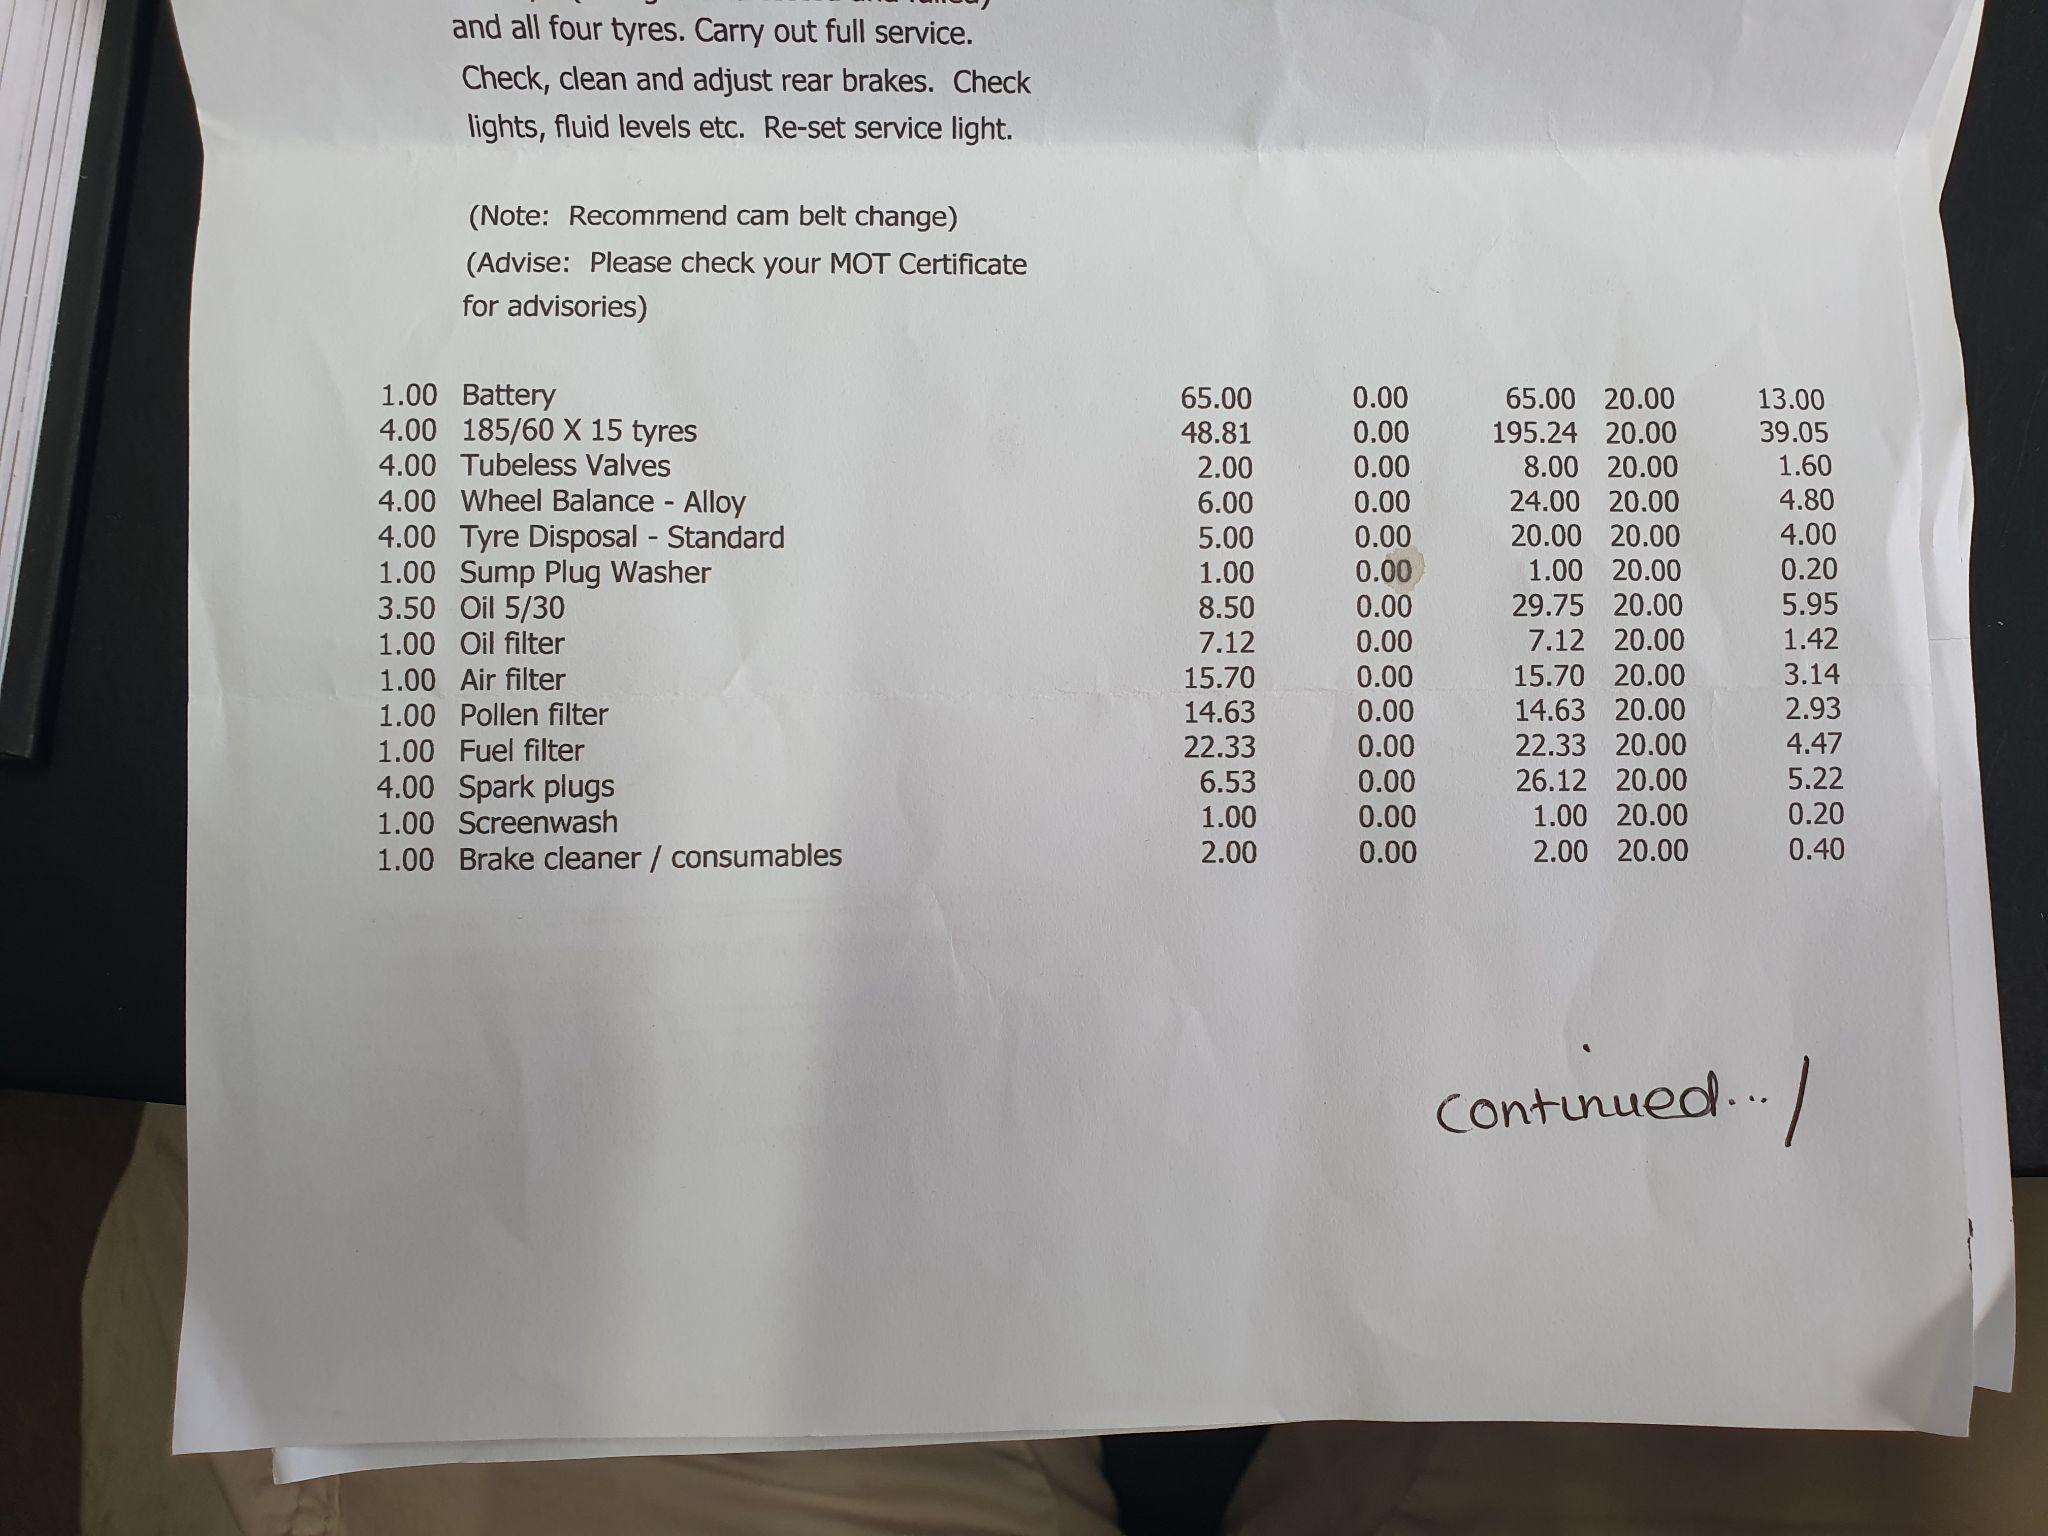 and all four tyres. Carry out full service.
Check, clean and adjust rear brakes. Check
lights, fluid levels etc. Re-set service light.
(Note: Recommend cam belt change)
(Advise: Please check your MOT Certificate
for advisories)
1.00 Battery 65.00 0.00 65.00 20.00 13.00
4.00 185/60 X 15 tyres 48.81 0.00 195.24 20.00 39.05
4.00 Tubeless Valves 2.00 0.00 8.00 20.00 1.60
4.00 Wheel Balance - Alloy 6.00 0.00 24.00 20.00 4.80
4.00 Tyre Disposal - Standard 5.00 0.00 20.00 20.00 4.00
1.00 Sump Plug Washer 1.00 0.00 1.00 20.00 0.20
3.50 Oil 5/30 8.50 0.00 29.75 20.00 5.95
1.00 Oil filter 7.12 0.00 7.12 20.00 1.42
1.00 Air filter 15.70 0.00 15.70 20.00 3.14
1.00 Pollen filter 14.63 0.00 14.63 20.00 2.93
1.00 Fuel filter 22.33 0.00 22.33 20.00 4.47
4.00 Spark plugs 6.53 0.00 26.12 20.00 5.22
1.00 Screenwash 1.00 0.00 1.00 20.00 0.20
1.00 Brake cleaner / consumables 2.00 0.00 2.00 20.00 0.40
continued... /